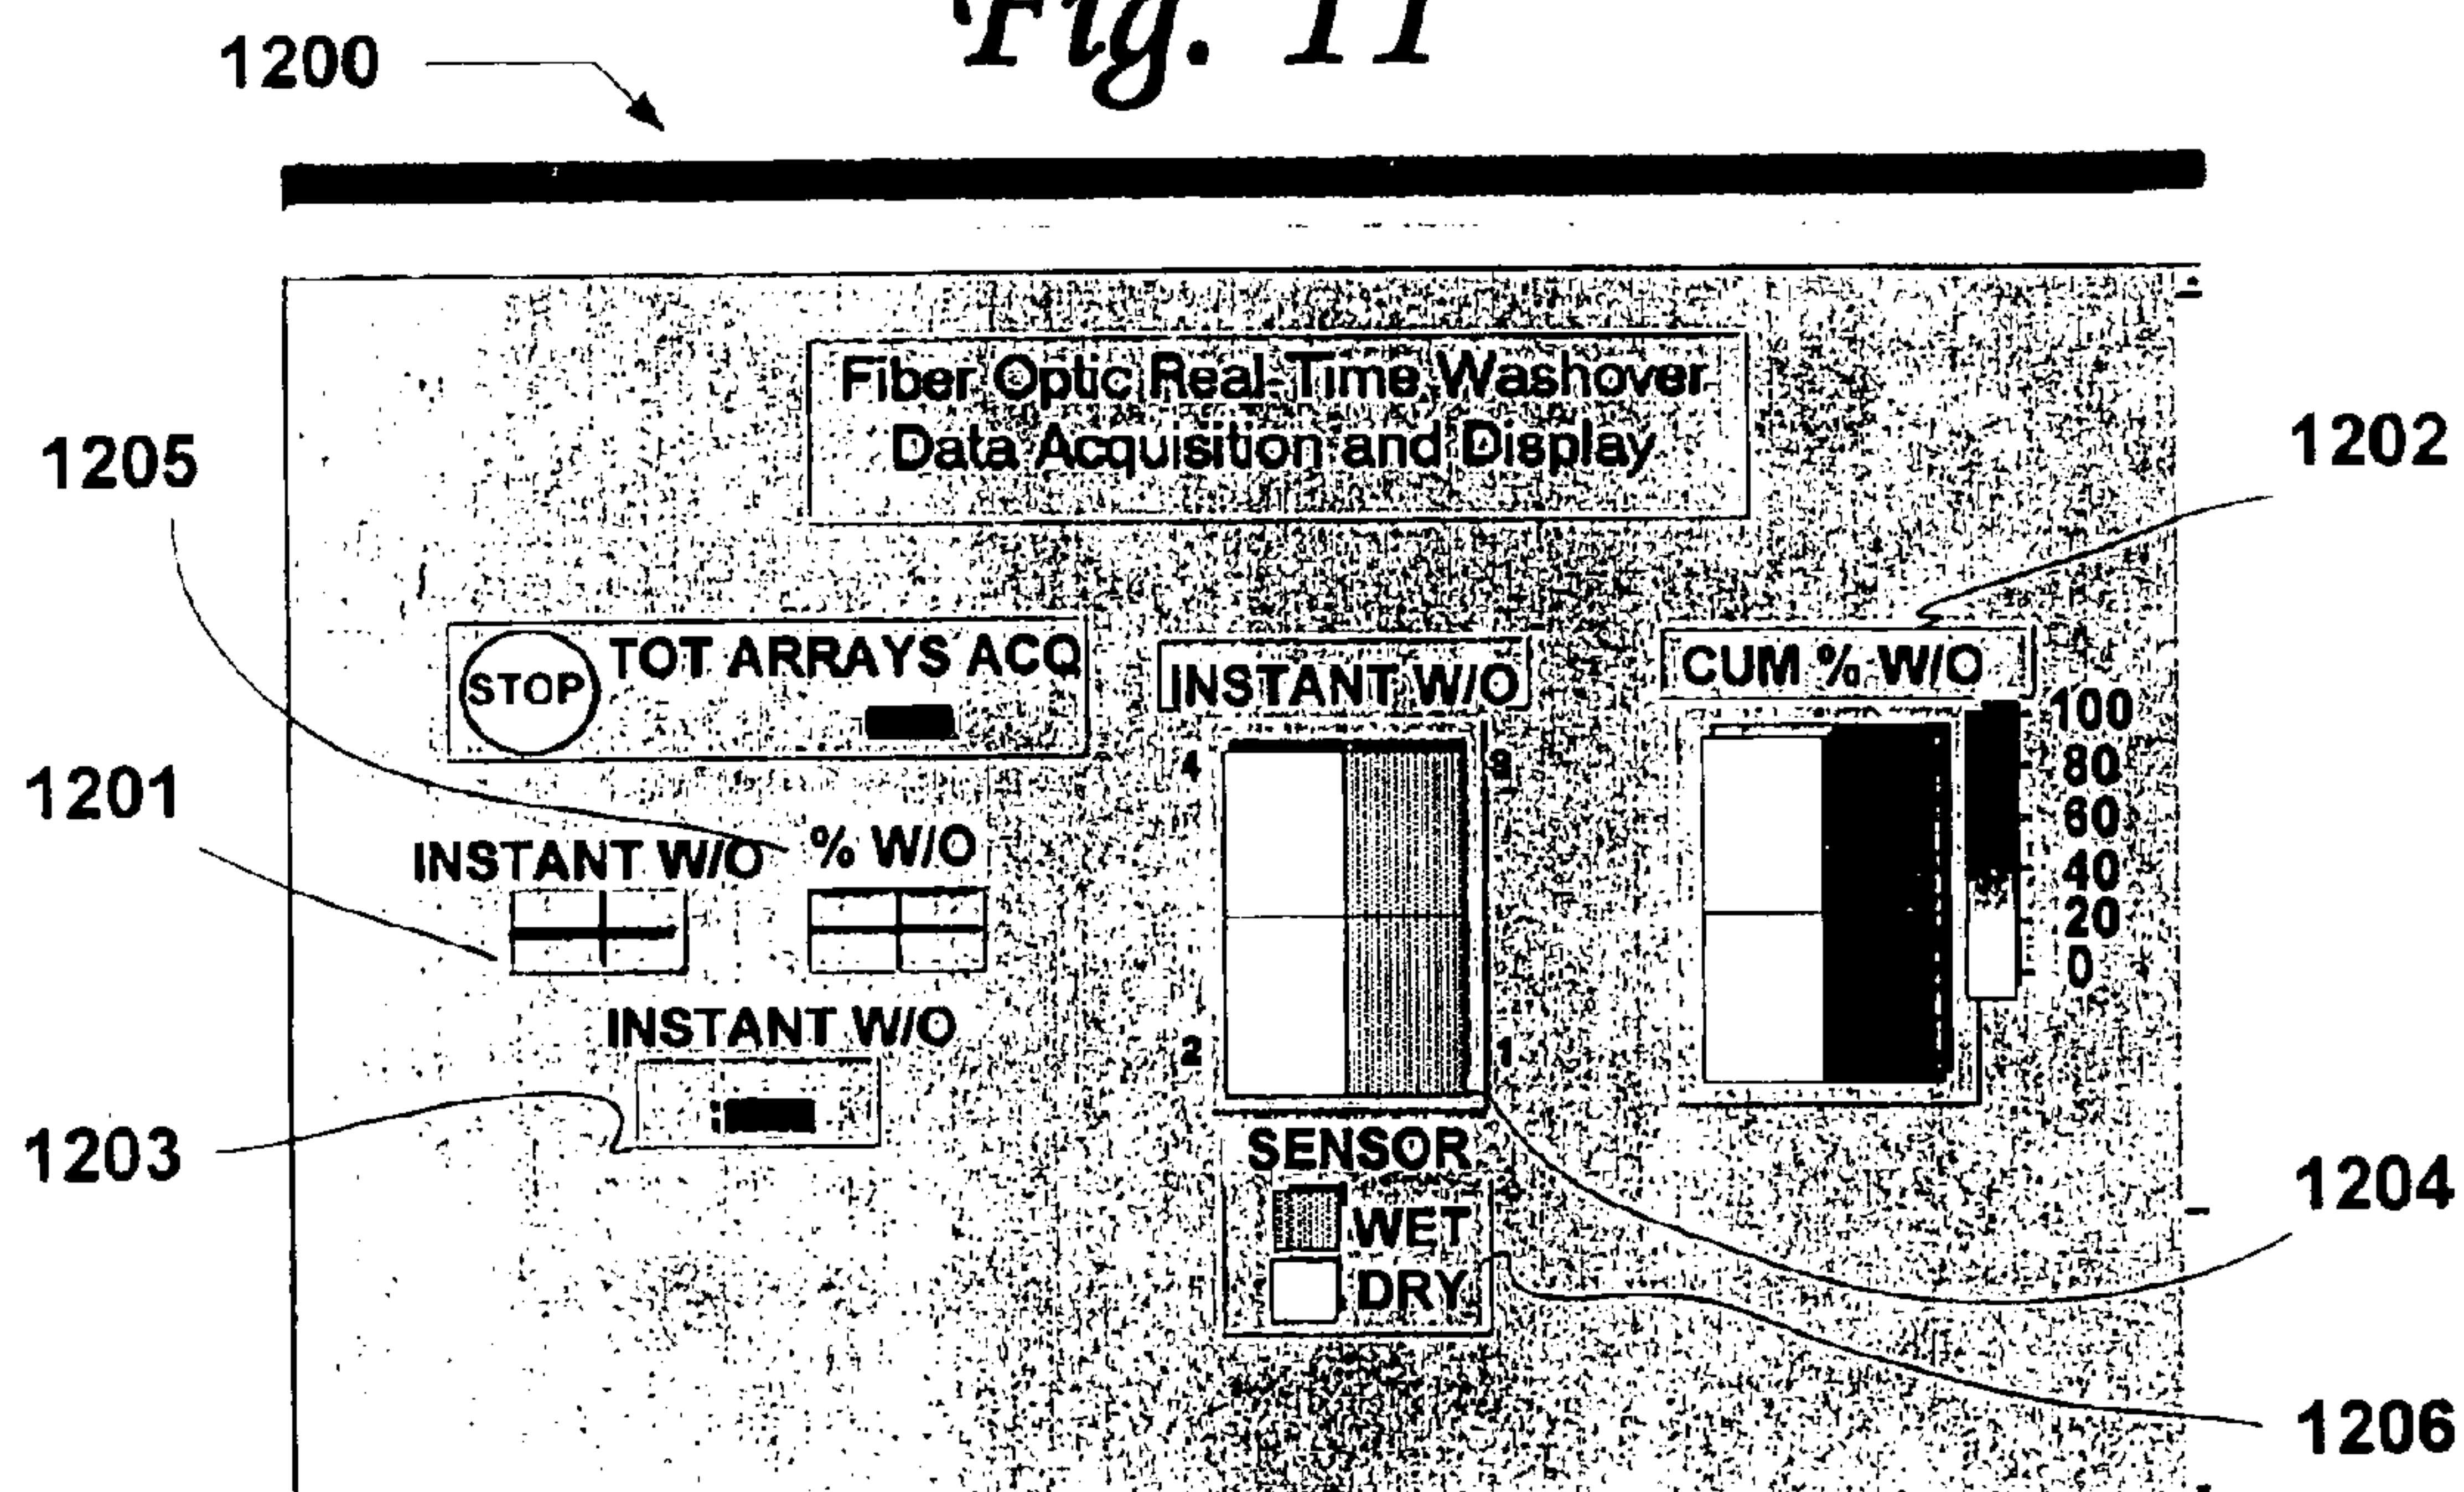 Fig. 11
1200
Fiber Optic Real-Time Washover
Data Acquisition and Display
1205
1202
STOP
TOT ARRAYS ACQ
INSTANT W/O
CUM % W/O
100
80
60
40
20
0
4
2
1
1201
INSTANT W/O
% W/O
INSTANT W/O
1203
SENSOR
WET
DRY
1204
1206